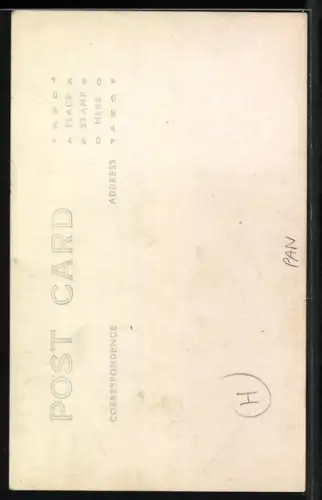 POST CARD
PLACE
STAMP
HERE
CORRESPONDENCE
ADDRESS
PAN
H